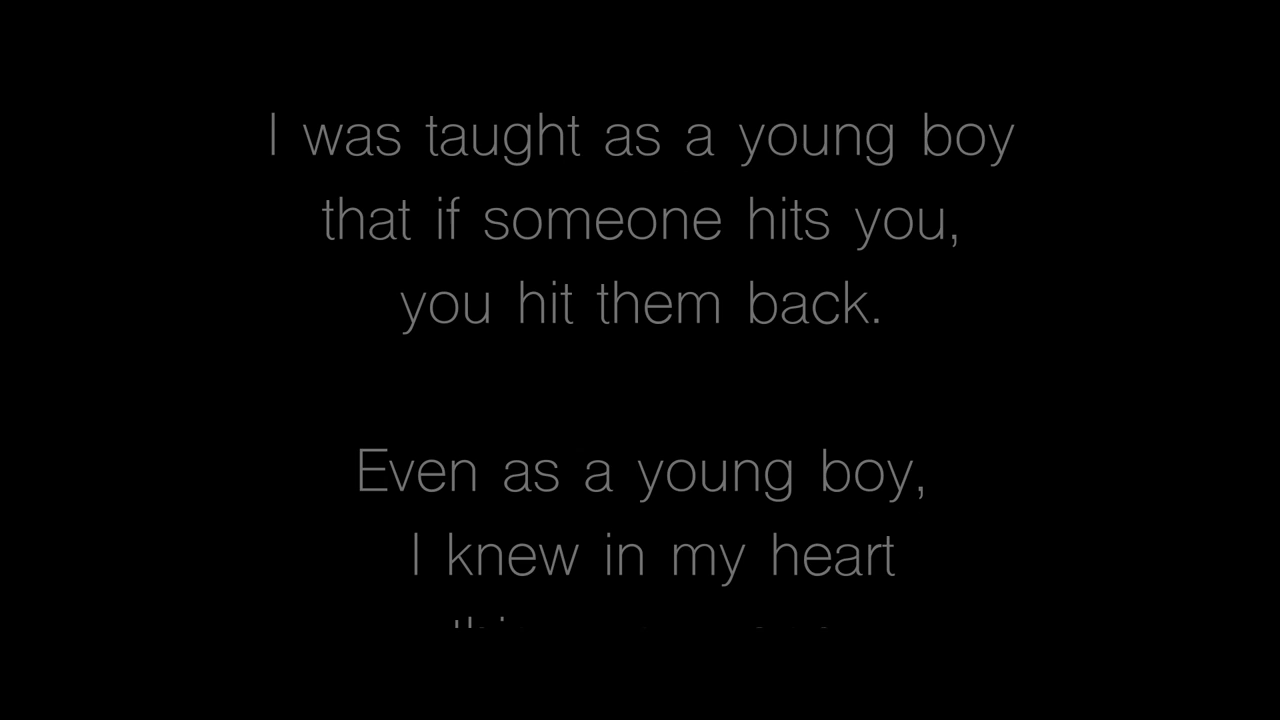 I was taught as a young boy
that if someone hits you,
you hit them back.
Even as a young boy,
I knew in my heart